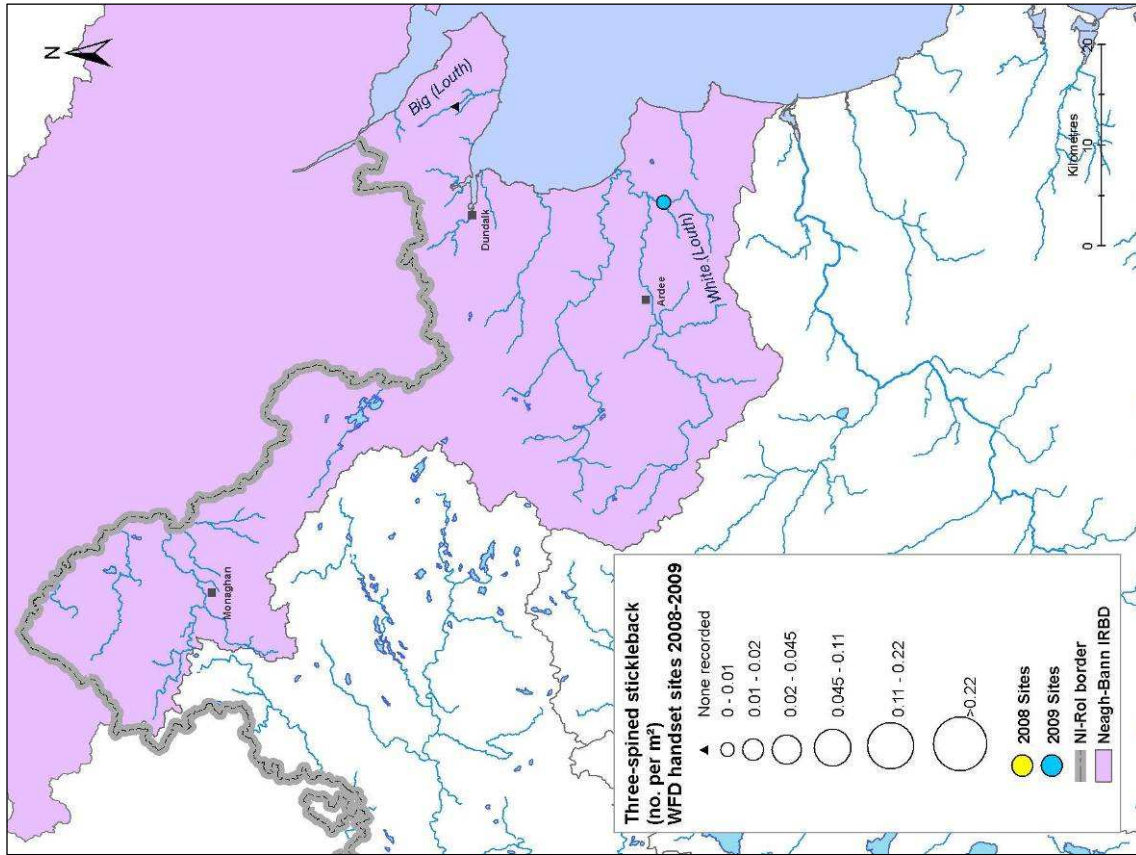 N
Big (Louth)
Dundalk
Monaghan
Ardee
White (Louth)
Three-spined stickleback
(no. per m²)
WFD handset sites 2008-2009
None recorded
0 - 0.01
0.01 - 0.02
0.02 - 0.045
0.045 - 0.11
0.11 - 0.22
>0.22
2008 Sites
2009 Sites
NI-RoI border
Neagh-Bann IRBD
0 10 20
Kilometres